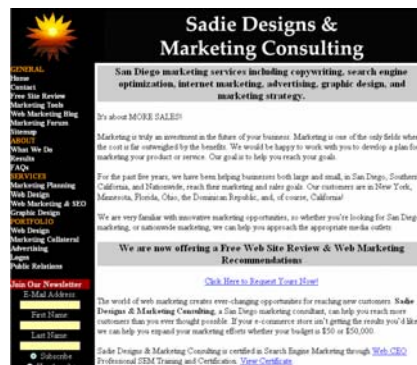 Sadie Designs &
Marketing Consulting
GENERAL
Home
Contact
Free Site Review
Marketing Tools
Web Marketing Blog
Marketing Forum
Sitemap
ABOUT
What We Do
Results
FAQs
SERVICES
Marketing Planning
Web Design
Web Marketing & SEO
Graphic Design
PORTFOLIO
Web Design
Marketing Collateral
Advertising
Logos
Public Relations
Join Our Newsletter
E-Mail Address:
First Name:
Last Name:
Subscribe
San Diego marketing services including copywriting, search engine
optimization, internet marketing, advertising, graphic design, and
marketing strategy.
It's about MORE SALES!
Marketing is truly an investment in the future of your business. Marketing is one of the only fields where
the cost is far outweighed by the benefits. We would be happy to work with you to develop a plan for
marketing your product or service. Our goal is to help you reach your goals.
For the past five years, we have been helping businesses both large and small, in San Diego, Southern
California, and Nationwide, reach their marketing and sales goals. Our customers are in New York,
Minnesota, Florida, Ohio, the Dominican Republic, and, of course, California!
We are very familiar with innovative marketing opportunities, so whether you're looking for San Diego
marketing, or nationwide marketing, we can help you approach the appropriate media outlets.
We are now offering a Free Web Site Review & Web Marketing
Recommendations
Click Here to Request Yours Now!
The world of web marketing creates ever-changing opportunities for reaching new customers. Sadie
Designs & Marketing Consulting, a San Diego marketing consultant, can help you reach more
customers than you ever thought possible. If your e-commerce store isn't getting the results you'd like,
we can help you expand your marketing efforts whether your budget is $50 or $50,000.
Sadie Designs & Marketing Consulting is certified in Search Engine Marketing through Web CEO
Professional SEM Training and Certification. View Certificate